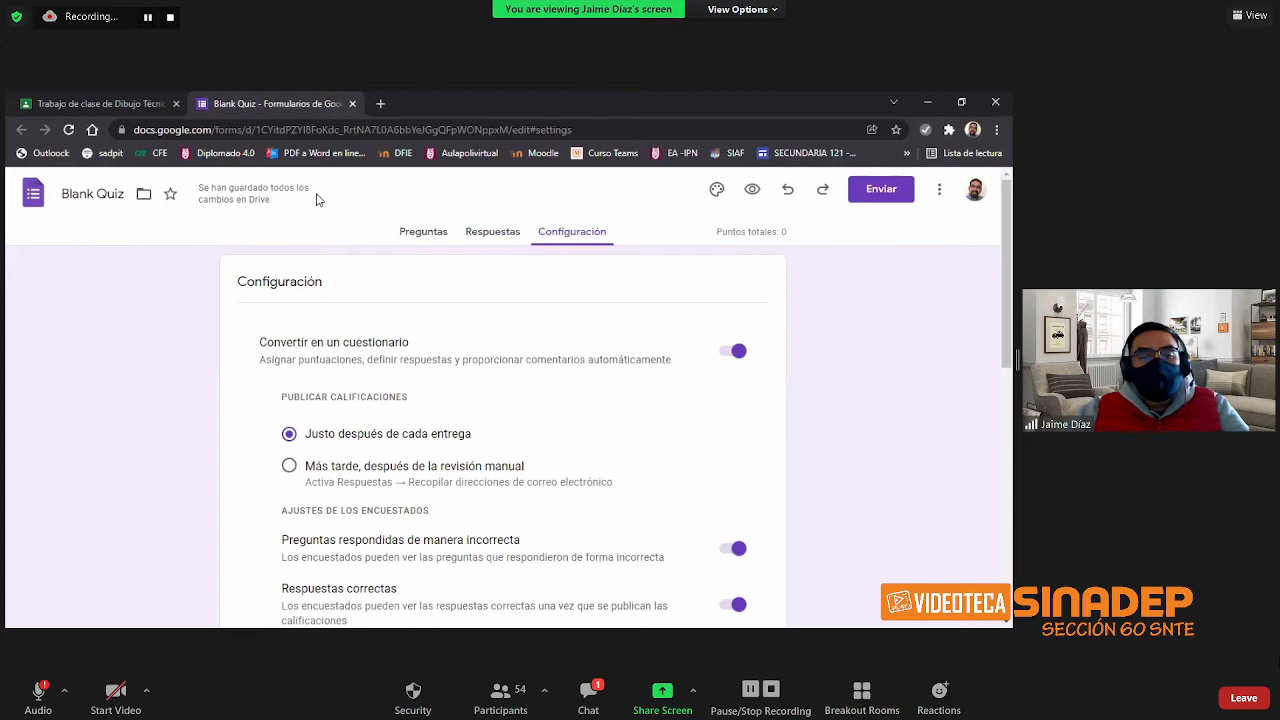 Recording...
You are viewing Jaime Díaz's screen
View Options
View
Trabajo de clase de Dibujo Técni
Blank Quiz - Formularios de Goo
docs.google.com/forms/d/1CYitdPZYl8FoKdc_RrtNA7L0A6bbYeJGgQFpWONppxM/edit#settings
Outloock
sadpit
CFE
Diplomado 4.0
PDF a Word en line...
DFIE
Aulapolivirtual
Moodle
Curso Teams
EA -IPN
SIAF
SECUNDARIA 121 -...
»
Lista de lectura
Blank Quiz
Se han guardado todos los
cambios en Drive
Enviar
Preguntas
Respuestas
Configuración
Puntos totales: 0
Configuración
Convertir en un cuestionario
Asignar puntuaciones, definir respuestas y proporcionar comentarios automáticamente
PUBLICAR CALIFICACIONES
Justo después de cada entrega
Más tarde, después de la revisión manual
Activa Respuestas → Recopilar direcciones de correo electrónico
AJUSTES DE LOS ENCUESTADOS
Preguntas respondidas de manera incorrecta
Los encuestados pueden ver las preguntas que respondieron de forma incorrecta
Respuestas correctas
Los encuestados pueden ver las respuestas correctas una vez que se publican las
calificaciones
Jaime Díaz
VIDEOTECA
SINADEP
SECCIÓN 60 SNTE
Audio
Start Video
Security
54
Participants
1
Chat
Share Screen
Pause/Stop Recording
Breakout Rooms
Reactions
Leave